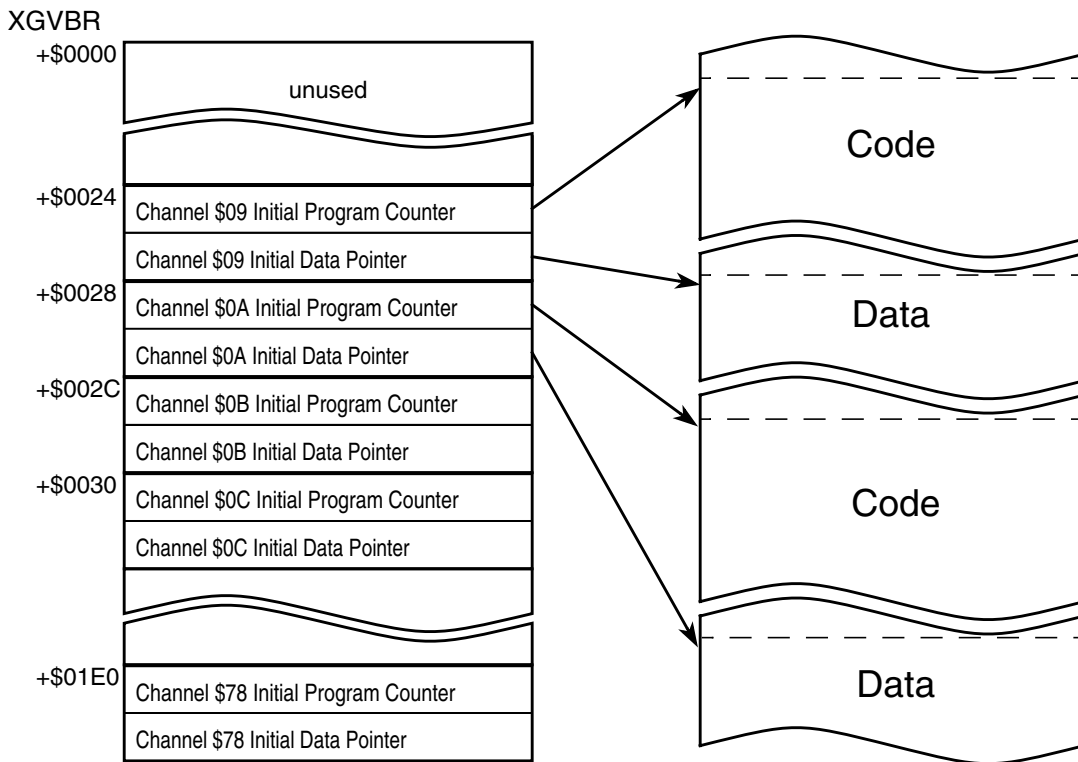 XGVBR
+$0000
unused
+$0024
Channel $09 Initial Program Counter
Channel $09 Initial Data Pointer
+$0028
Channel $0A Initial Program Counter
Channel $0A Initial Data Pointer
+$002C
Channel $0B Initial Program Counter
Channel $0B Initial Data Pointer
+$0030
Channel $0C Initial Program Counter
Channel $0C Initial Data Pointer
+$01E0
Channel $78 Initial Program Counter
Channel $78 Initial Data Pointer
Code
Data
Code
Data